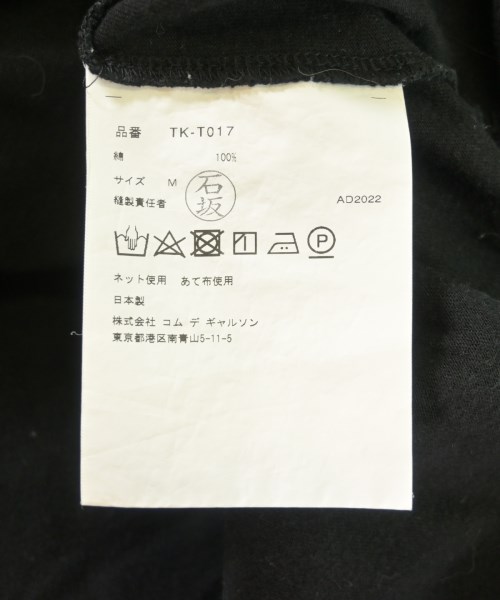 品番 TK-T017
綿 100%
サイズ M
石坂
縫製責任者
AD2022
P
ネット使用 あて布使用
日本製
株式会社 コム デ ギャルソン
東京都港区南青山5-11-5